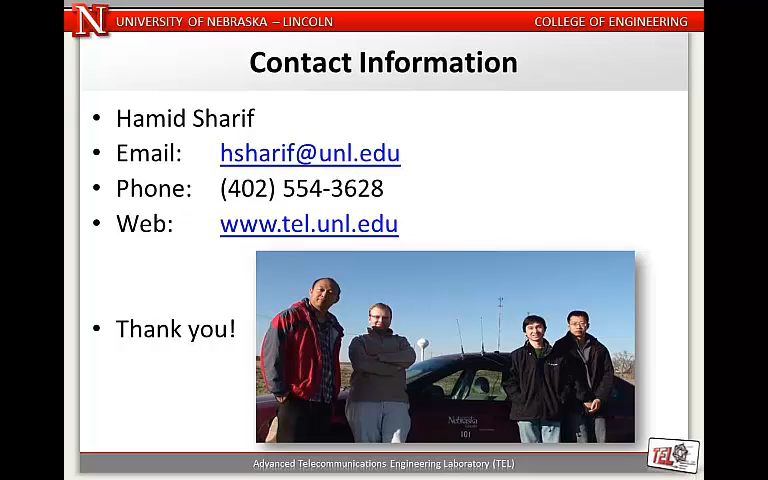 N UNIVERSITY OF NEBRASKA – LINCOLN COLLEGE OF ENGINEERING
Contact Information
• Hamid Sharif
• Email: hsharif@unl.edu
• Phone: (402) 554-3628
• Web: www.tel.unl.edu
• Thank you!
Nebraska
101
Advanced Telecommunications Engineering Laboratory (TEL)
TEL